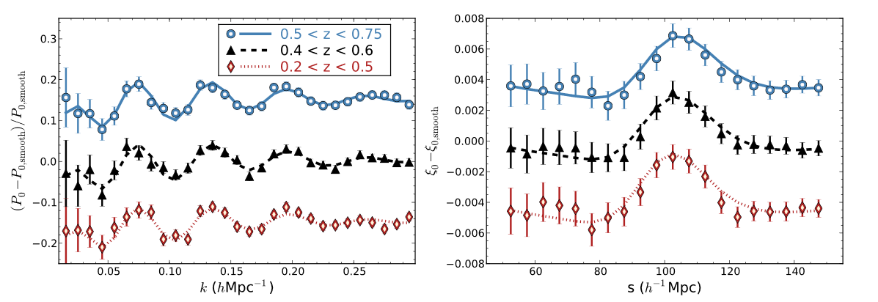 0.3
0.2
0.1
0.0
−0.1
−0.2
(P₀−P₀,smooth)/P₀,smooth
0.5 < z < 0.75
0.4 < z < 0.6
0.2 < z < 0.5
0.05 0.10 0.15 0.20 0.25
k (hMpc⁻¹)
0.008
0.006
0.004
0.002
0.000
−0.002
−0.004
−0.006
−0.008
ξ₀−ξ₀,smooth
60 80 100 120 140
s (h⁻¹Mpc)